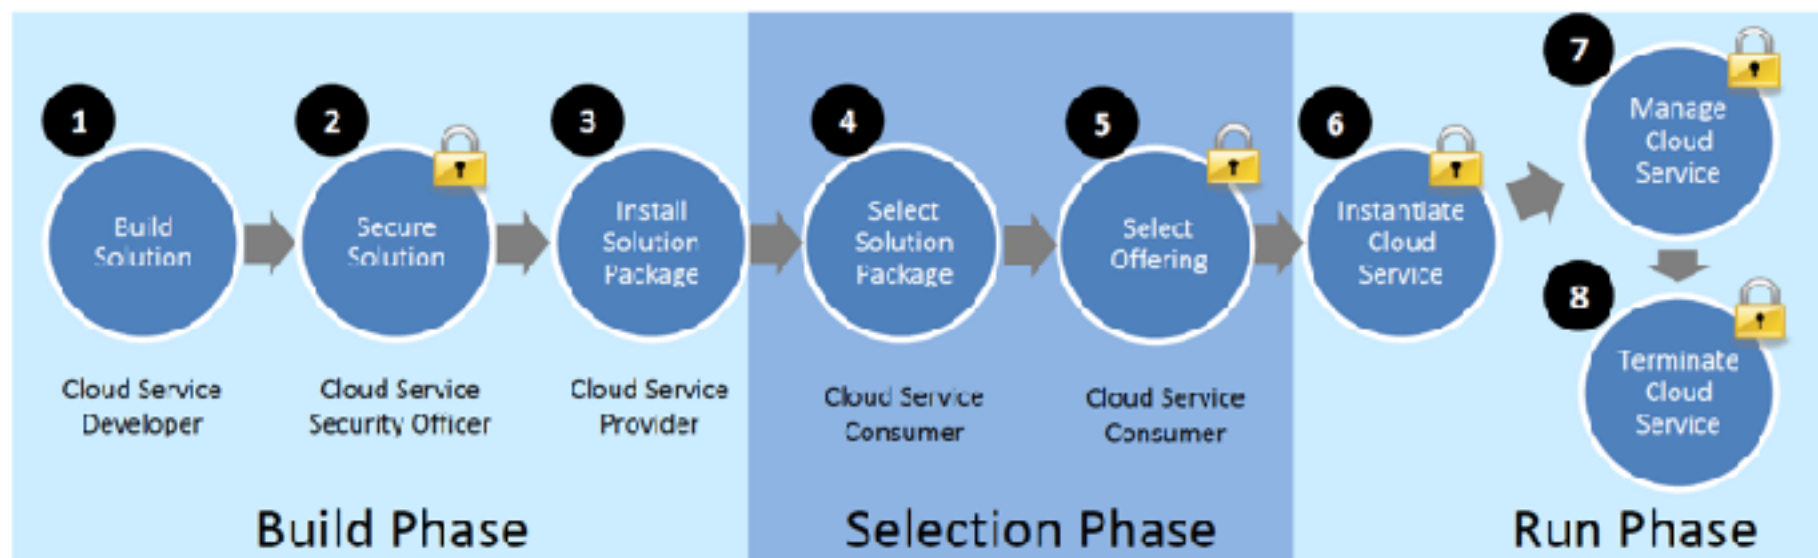 1
Build
Solution
Cloud Service
Developer
2
Secure
Solution
Cloud Service
Security Officer
3
Install
Solution
Package
Cloud Service
Provider
Build Phase
4
Select
Solution
Package
Cloud Service
Consumer
5
Select
Offering
Cloud Service
Consumer
Selection Phase
6
Instantiate
Cloud
Service
7
Manage
Cloud
Service
8
Terminate
Cloud
Service
Run Phase